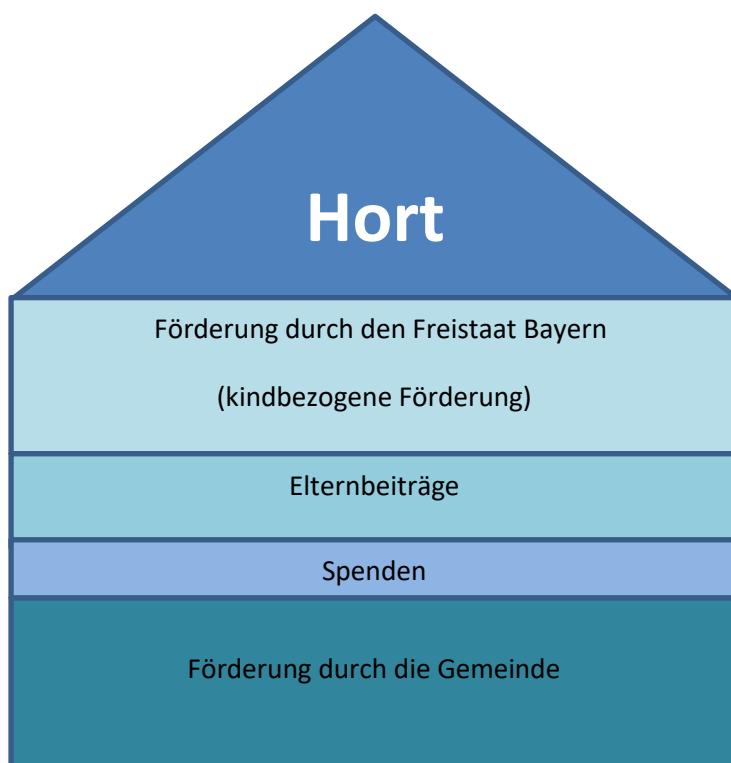 Hort
Förderung durch den Freistaat Bayern
(kindbezogene Förderung)
Elternbeiträge
Spenden
Förderung durch die Gemeinde